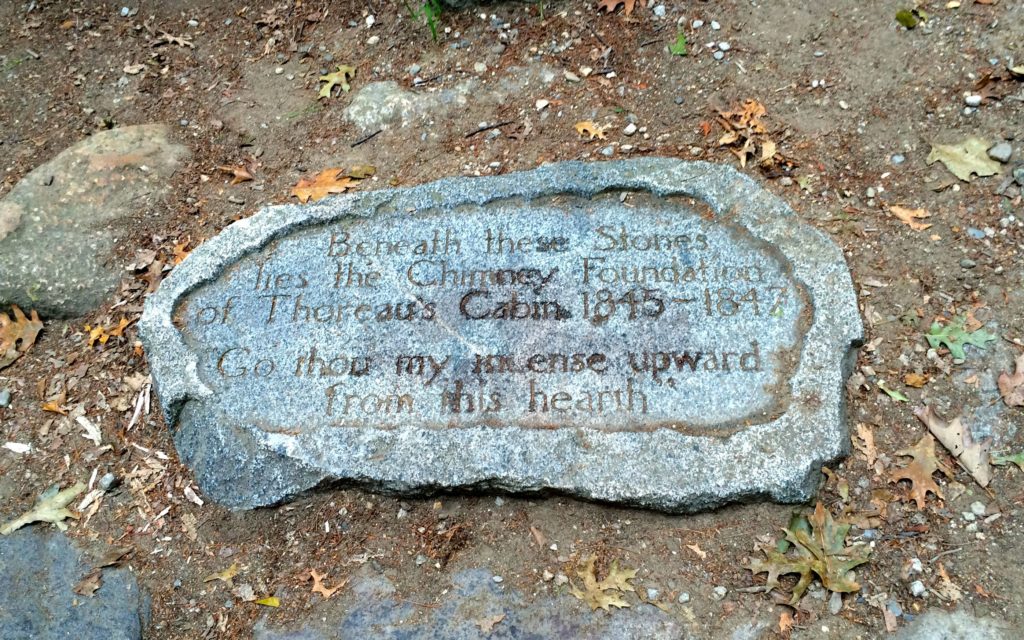 Beneath these Stones
lies the Chimney Foundation
of Thoreau's Cabin 1845-1847
"Go thou my incense upward
from this hearth"